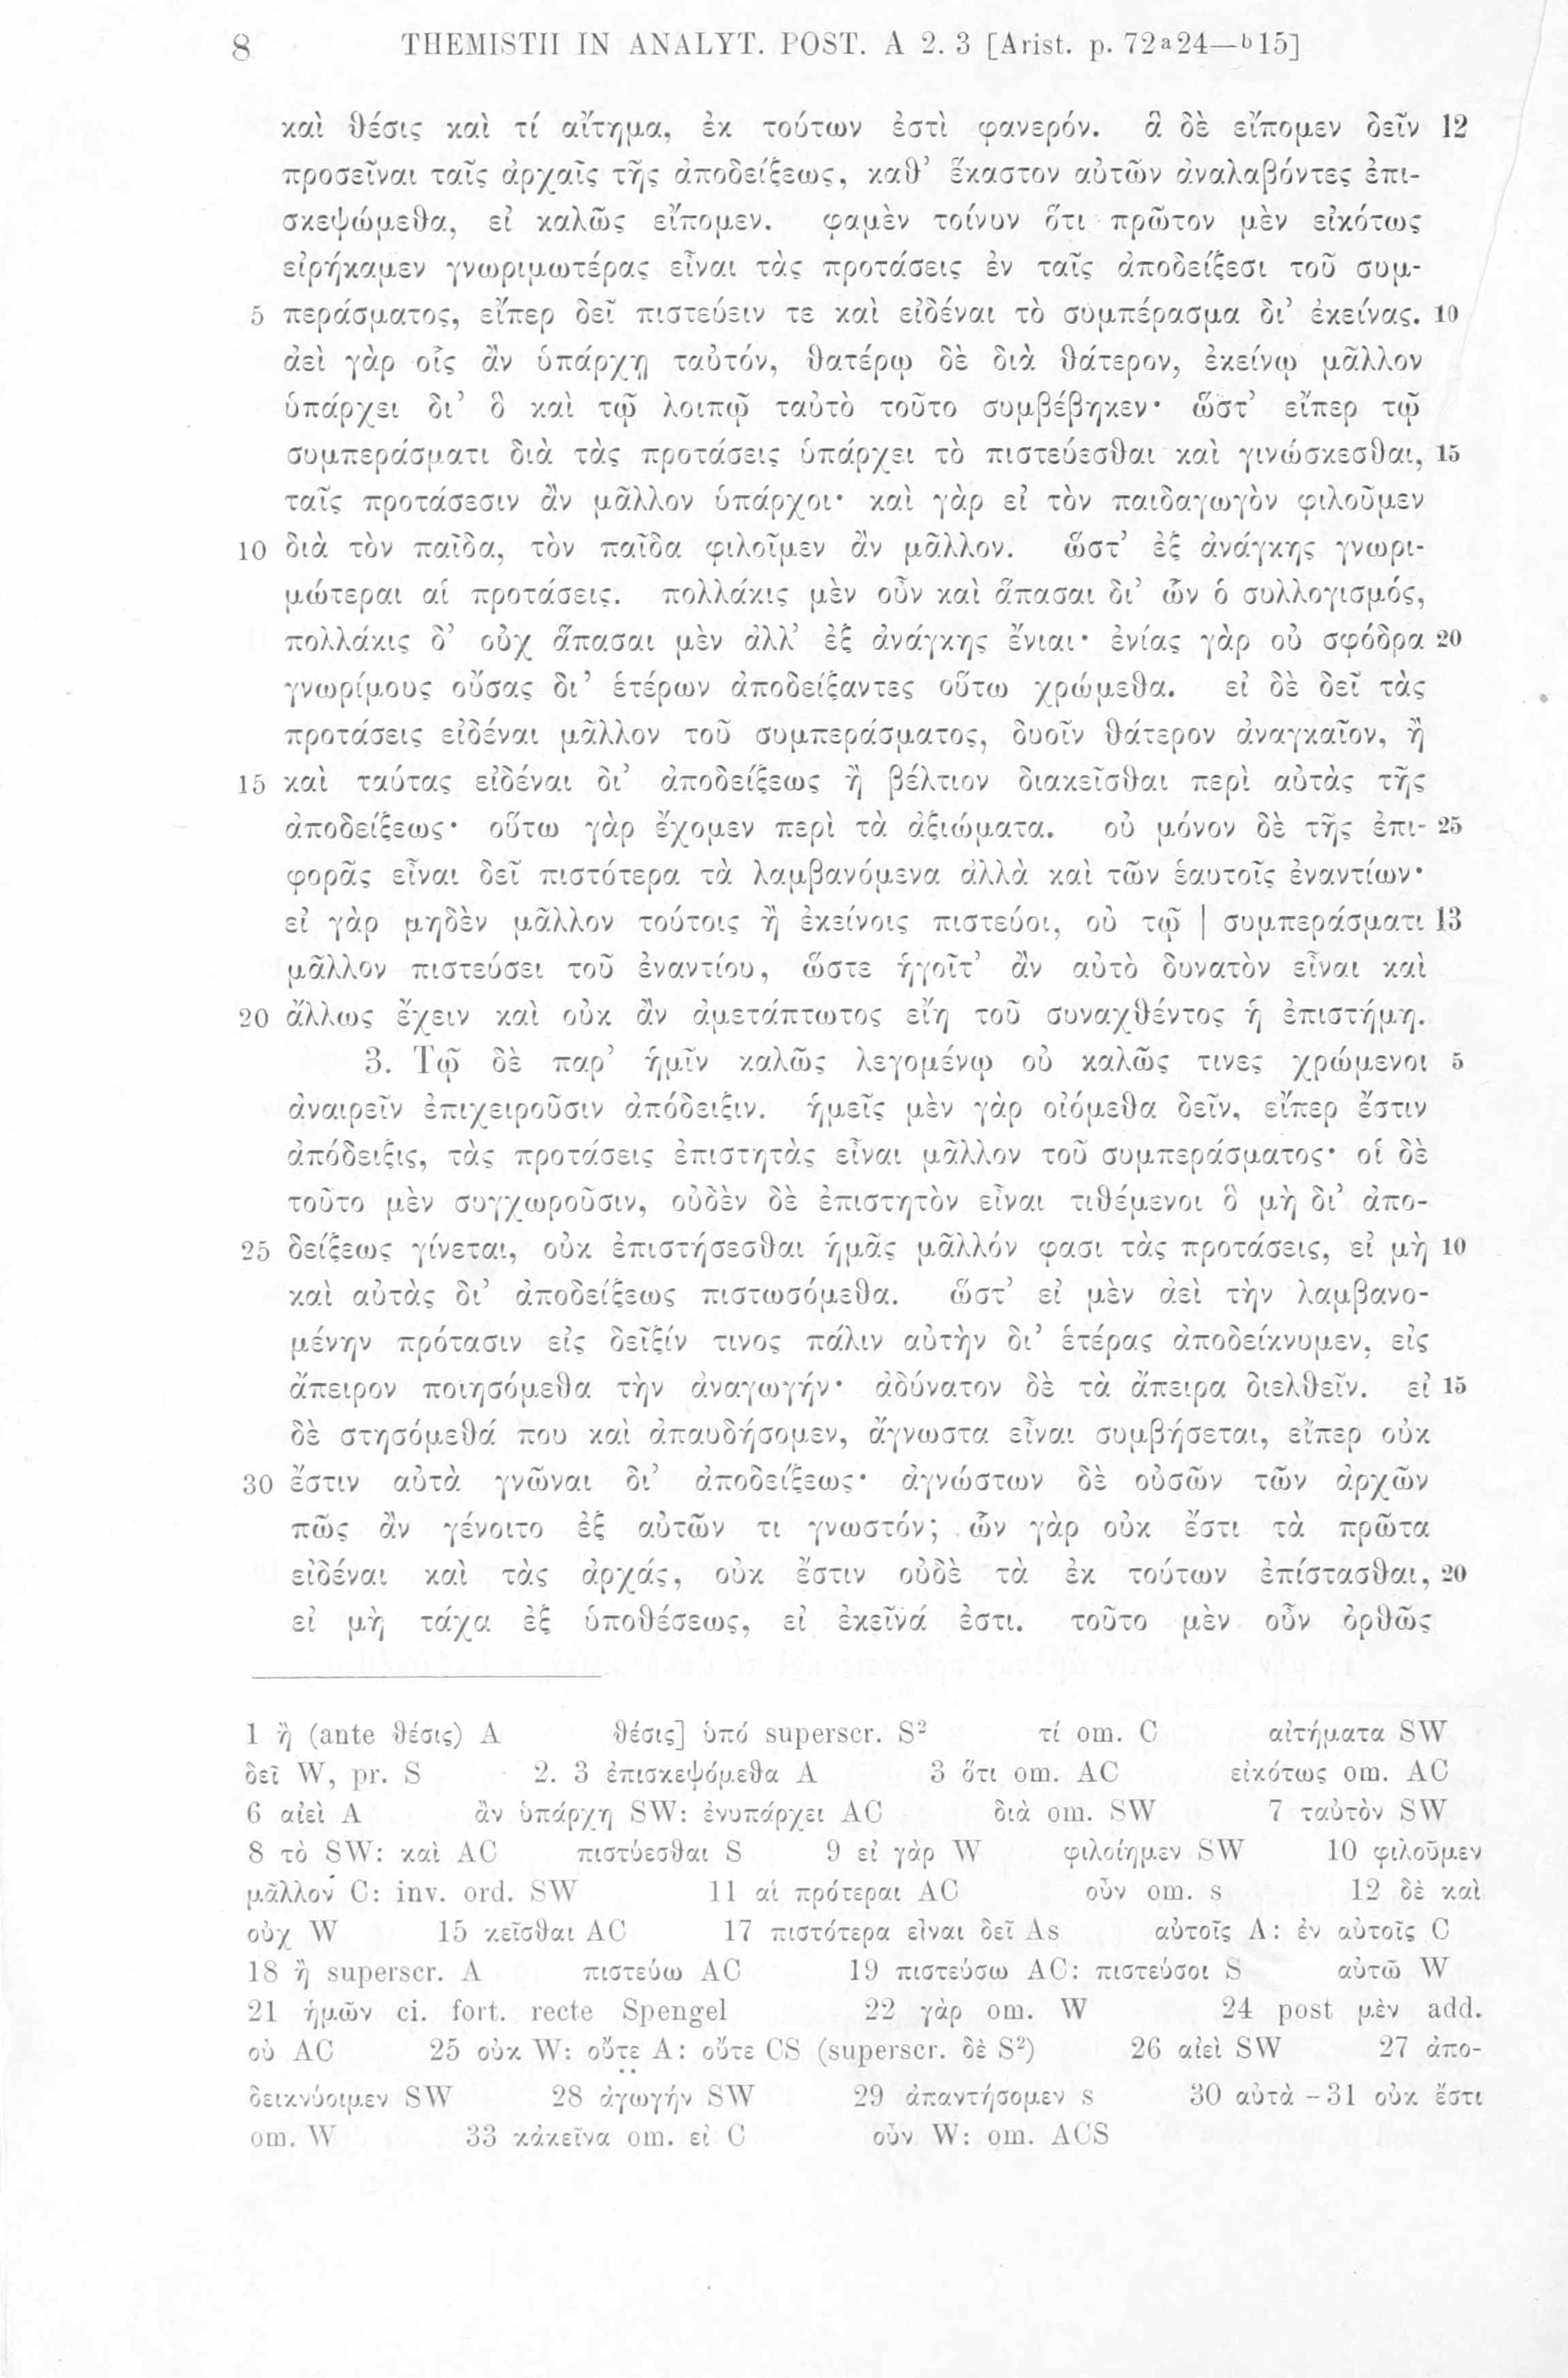 8 THEMISTII IN ANALYT. POST. A 2. 3 [Arist. p. 72a24—b15]
καὶ θέσις καὶ τί αἴτημα, ἐκ τούτων ἐστὶ φανερόν. ἃ δὲ εἴπομεν δεῖν 12
προσεῖναι ταῖς ἀρχαῖς τῆς ἀποδείξεως, καθ’ ἕκαστον αὐτῶν ἀναλαβόντες ἐπι-
σκεψώμεθα, εἰ καλῶς εἴπομεν. φαμὲν τοίνυν ὅτι πρῶτον μὲν εἰκότως
εἰρήκαμεν γνωριμωτέρας εἶναι τὰς προτάσεις ἐν ταῖς ἀποδείξεσι τοῦ συμ-
5 περάσματος, εἴπερ δεῖ πιστεύειν τε καὶ εἰδέναι τὸ συμπέρασμα δι’ ἐκείνας. 10
ἀεὶ γὰρ οἷς ἂν ὑπάρχῃ ταὐτόν, θατέρῳ δὲ διὰ θάτερον, ἐκείνῳ μᾶλλον
ὑπάρχει δι’ ὃ καὶ τῷ λοιπῷ ταὐτὸ τοῦτο συμβέβηκεν· ὥστ’ εἴπερ τῷ
συμπεράσματι διὰ τὰς προτάσεις ὑπάρχει τὸ πιστεύεσθαι καὶ γινώσκεσθαι, 15
ταῖς προτάσεσιν ἂν μᾶλλον ὑπάρχοι· καὶ γὰρ εἰ τὸν παιδαγωγὸν φιλοῦμεν
10 διὰ τὸν παῖδα, τὸν παῖδα φιλοῖμεν ἂν μᾶλλον. ὥστ’ ἐξ ἀνάγκης γνωρι-
μώτεραι αἱ προτάσεις. πολλάκις μὲν οὖν καὶ ἅπασαι δι’ ὧν ὁ συλλογισμός,
πολλάκις δ’ οὐχ ἅπασαι μὲν ἀλλ’ ἐξ ἀνάγκης ἔνιαι· ἐνίας γὰρ οὐ σφόδρα 20
γνωρίμους οὔσας δι’ ἑτέρων ἀποδείξαντες οὕτω χρώμεθα. εἰ δὲ δεῖ τὰς
προτάσεις εἰδέναι μᾶλλον τοῦ συμπεράσματος, δυοῖν θάτερον ἀναγκαῖον, ἢ
15 καὶ ταύτας εἰδέναι δι’ ἀποδείξεως ἢ βέλτιον διακεῖσθαι περὶ αὐτὰς τῆς
ἀποδείξεως· οὕτω γὰρ ἔχομεν περὶ τὰ ἀξιώματα. οὐ μόνον δὲ τῆς ἐπι- 25
φορᾶς εἶναι δεῖ πιστότερα τὰ λαμβανόμενα ἀλλὰ καὶ τῶν ἑαυτοῖς ἐναντίων·
εἰ γὰρ μηδὲν μᾶλλον τούτοις ἢ ἐκείνοις πιστεύοι, οὐ τῷ | συμπεράσματι 13
μᾶλλον πιστεύσει τοῦ ἐναντίου, ὥστε ἡγοῖτ’ ἂν αὐτὸ δυνατὸν εἶναι καὶ
20 ἄλλως ἔχειν καὶ οὐκ ἂν ἀμετάπτωτος εἴη τοῦ συναχθέντος ἡ ἐπιστήμη.
3. Τῷ δὲ παρ’ ἡμῖν καλῶς λεγομένῳ οὐ καλῶς τινες χρώμενοι 5
ἀναιρεῖν ἐπιχειροῦσιν ἀπόδειξιν. ἡμεῖς μὲν γὰρ οἰόμεθα δεῖν, εἴπερ ἔστιν
ἀπόδειξις, τὰς προτάσεις ἐπιστητὰς εἶναι μᾶλλον τοῦ συμπεράσματος· οἱ δὲ
τοῦτο μὲν συγχωροῦσιν, οὐδὲν δὲ ἐπιστητὸν εἶναι τιθέμενοι ὃ μὴ δι’ ἀπο-
25 δείξεως γίνεται, οὐκ ἐπιστήσεσθαι ἡμᾶς μᾶλλόν φασι τὰς προτάσεις, εἰ μὴ 10
καὶ αὐτὰς δι’ ἀποδείξεως πιστωσόμεθα. ὥστ’ εἰ μὲν ἀεὶ τὴν λαμβανο-
μένην πρότασιν εἰς δεῖξίν τινος πάλιν αὐτὴν δι’ ἑτέρας ἀποδείκνυμεν, εἰς
ἄπειρον ποιησόμεθα τὴν ἀναγωγήν· ἀδύνατον δὲ τὰ ἄπειρα διελθεῖν. εἰ 15
δὲ στησόμεθά που καὶ ἀπαυδήσομεν, ἄγνωστα εἶναι συμβήσεται, εἴπερ οὐκ
30 ἔστιν αὐτὰ γνῶναι δι’ ἀποδείξεως· ἀγνώστων δὲ οὐσῶν τῶν ἀρχῶν
πῶς ἂν γένοιτο ἐξ αὐτῶν τι γνωστόν; ὧν γὰρ οὐκ ἔστι τὰ πρῶτα
εἰδέναι καὶ τὰς ἀρχάς, οὐκ ἔστιν οὐδὲ τὰ ἐκ τούτων ἐπίστασθαι, 20
εἰ μὴ τάχα ἐξ ὑποθέσεως, εἰ ἐκεῖνά ἐστι. τοῦτο μὲν οὖν ὀρθῶς
1 ἢ (ante θέσις) A θέσις] ὑπό superscr. S² τί om. C αἰτήματα SW
δεῖ W, pr. S 2. 3 ἐπισκεψόμεθα A 3 ὅτι om. AC εἰκότως om. AC
6 αἰεὶ A ἂν ὑπάρχῃ SW: ἐνυπάρχει AC διὰ om. SW 7 ταὐτὸν SW
8 τὸ SW: καὶ AC πιστύεσθαι S 9 εἰ γὰρ W φιλοίημεν SW 10 φιλοῦμεν
μᾶλλον C: inv. ord. SW 11 αἱ πρότεραι AC οὖν om. s 12 δὲ καὶ
οὐχ W 15 κεῖσθαι AC 17 πιστότερα εἶναι δεῖ As αὐτοῖς A: ἐν αὐτοῖς C
18 ἢ superscr. A πιστεύω AC 19 πιστεύσω AC: πιστεύσοι S αὐτῶ W
21 ἡμῶν ci. fort. recte Spengel 22 γὰρ om. W 24 post μὲν add.
οὐ AC 25 οὐκ W: οὔτε A: οὔτε CS (superscr. δὲ S²) 26 αἰεὶ SW 27 ἀπο-
δεικνύοιμεν SW 28 ἀγωγήν SW 29 ἀπαντήσομεν s 30 αὐτὰ - 31 οὐκ ἔστι
om. W 33 κἀκεῖνα om. εἰ C οὖν W: om. ACS